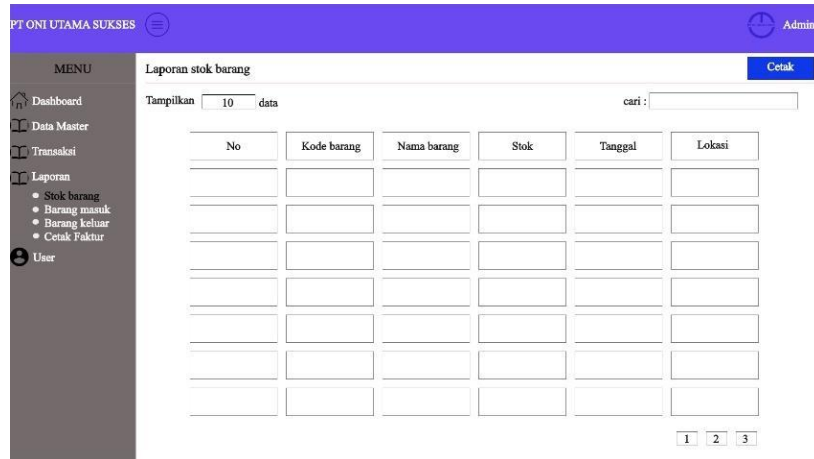 PT ONI UTAMA SUKSES
Admin
MENU
Dashboard
Data Master
Transaksi
Laporan
Stok barang
Barang masuk
Barang keluar
Cetak Faktur
User
Laporan stok barang
Cetak
Tampilkan 10 data
cari :
No Kode barang Nama barang Stok Tanggal Lokasi
1 2 3